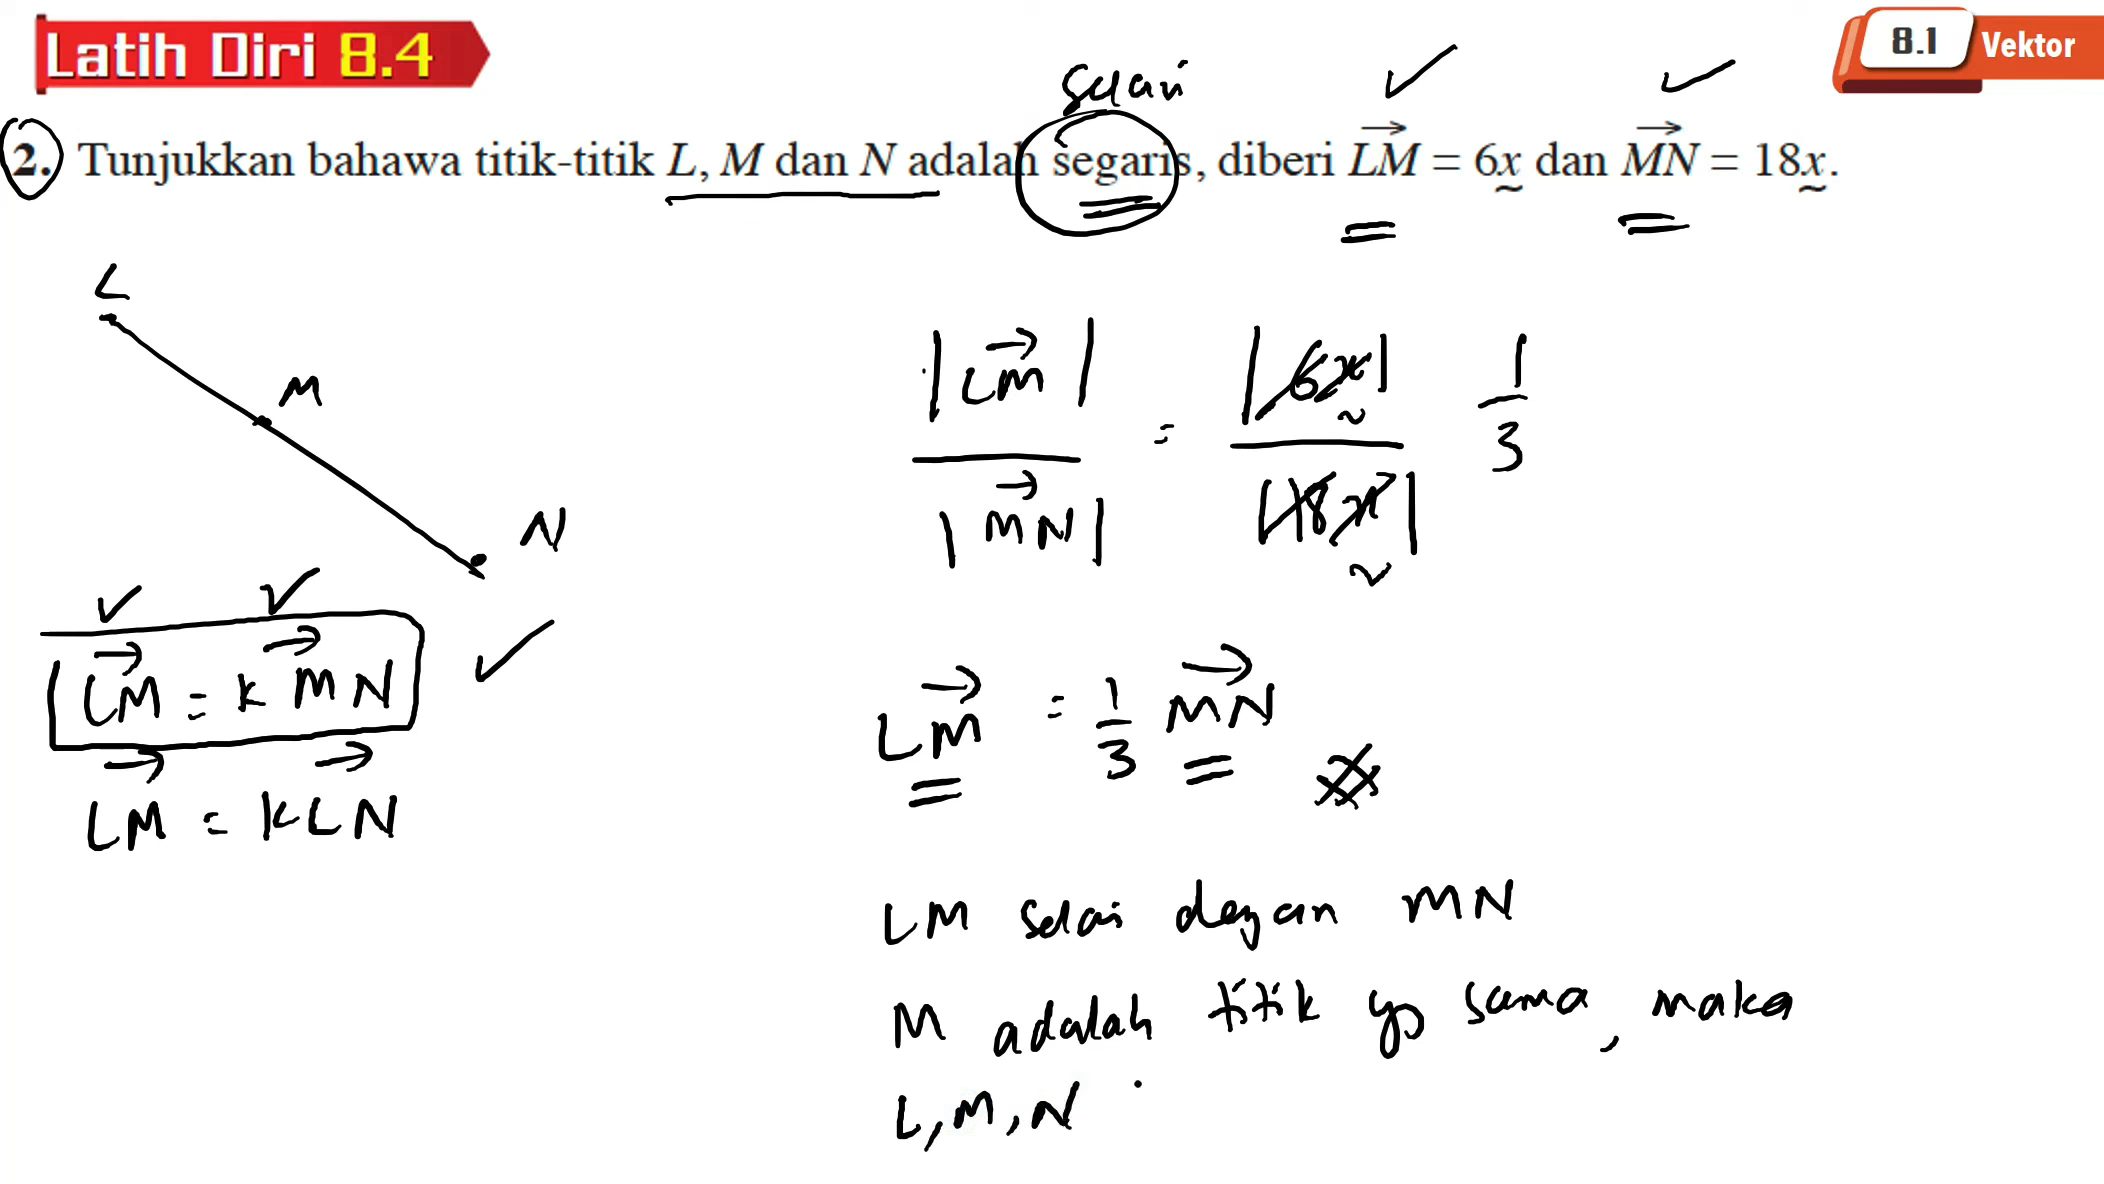 Latih Diri 8.4
8.1 Vektor
selari
2. Tunjukkan bahawa titik-titik L, M dan N adalah segaris, diberi LM = 6x dan MN = 18x.
L
M
N
|LM| / |MN| = |6x| / |18x| 1/3
LM = k MN
LM = 1/3 MN
LM = k LN
LM selari dengan MN
M adalah titik yg sama, maka
L, M, N